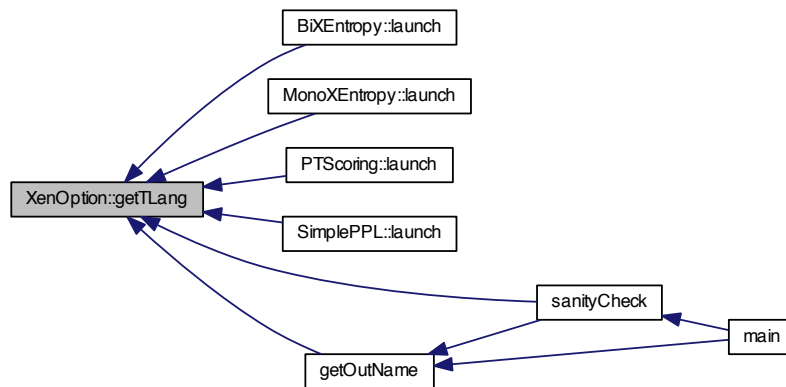 BiXEntropy::launch
MonoXEntropy::launch
PTScoring::launch
XenOption::getTLang
SimplePPL::launch
sanityCheck
main
getOutName